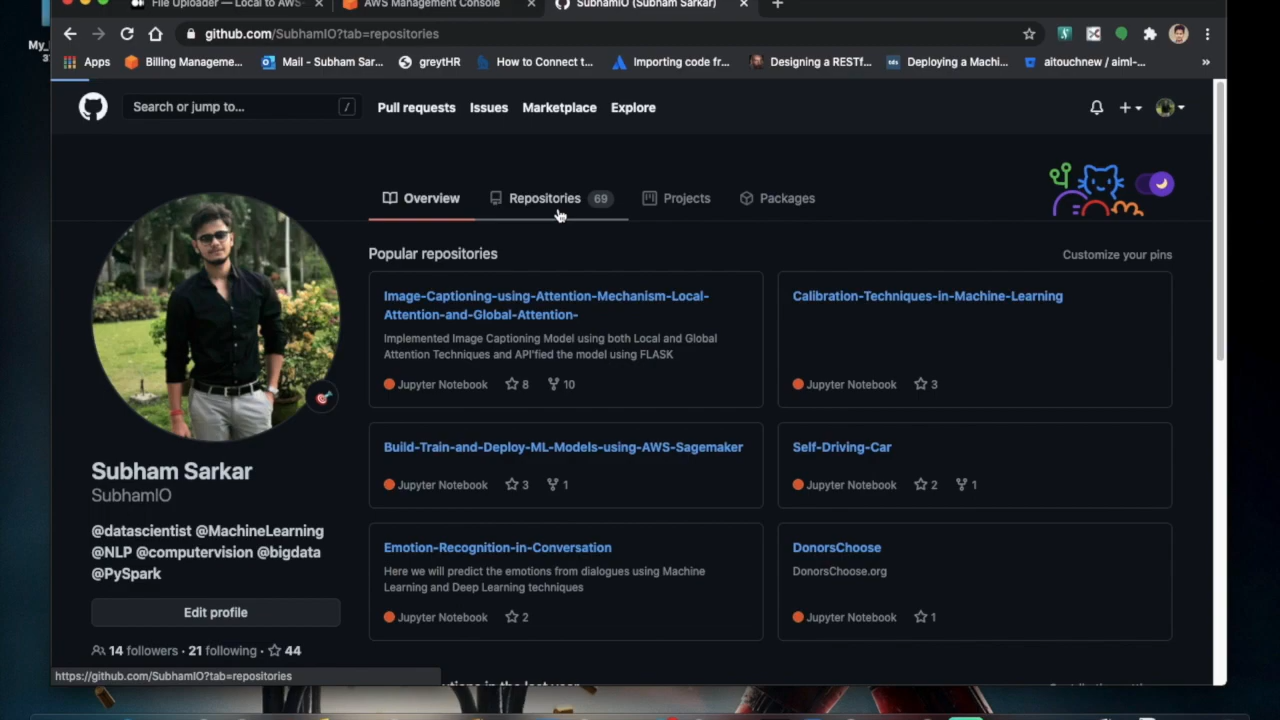 File Uploader — Local to AWS
AWS Management Console
SubhamIO (Subham Sarkar)
github.com/SubhamIO?tab=repositories
Apps
Billing Manageme...
Mail - Subham Sar...
greytHR
How to Connect t...
Importing code fr...
Designing a RESTf...
tds
Deploying a Machi...
aitouchnew / aiml-...
»
My_
Search or jump to...
/
Pull requests
Issues
Marketplace
Explore
Overview
Repositories 69
Projects
Packages
Popular repositories
Customize your pins
Image-Captioning-using-Attention-Mechanism-Local-
Attention-and-Global-Attention-
Implemented Image Captioning Model using both Local and Global
Attention Techniques and API'fied the model using FLASK
Jupyter Notebook 8 10
Calibration-Techniques-in-Machine-Learning
Jupyter Notebook 3
Build-Train-and-Deploy-ML-Models-using-AWS-Sagemaker
Jupyter Notebook 3 1
Self-Driving-Car
Jupyter Notebook 2 1
Emotion-Recognition-in-Conversation
Here we will predict the emotions from dialogues using Machine
Learning and Deep Learning techniques
Jupyter Notebook 2
DonorsChoose
DonorsChoose.org
Jupyter Notebook 1
Subham Sarkar
SubhamIO
@datascientist @MachineLearning
@NLP @computervision @bigdata
@PySpark
Edit profile
14 followers · 21 following · 44
https://github.com/SubhamIO?tab=repositories